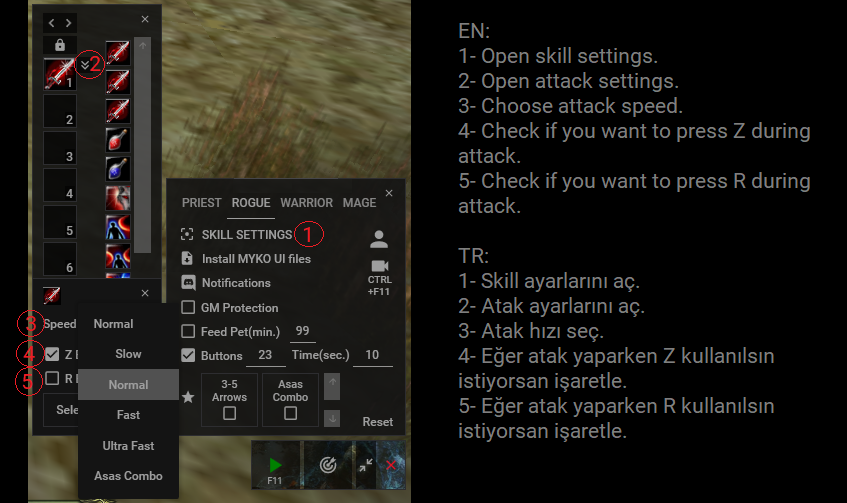 1
2
2
3
4
5
6
PRIEST ROGUE WARRIOR MAGE
SKILL SETTINGS 1
Install MYKO UI files
Notifications
CTRL
+F11
GM Protection
Feed Pet(min.) 99
Buttons 23 Time(sec.) 10
3-5
Arrows
Asas
Combo
Reset
F11
3 Speed Normal
4 Z
5 R
Slow
Normal
Fast
Ultra Fast
Asas Combo
EN:
1- Open skill settings.
2- Open attack settings.
3- Choose attack speed.
4- Check if you want to press Z during
attack.
5- Check if you want to press R during
attack.
TR:
1- Skill ayarlarını aç.
2- Atak ayarlarını aç.
3- Atak hızı seç.
4- Eğer atak yaparken Z kullanılsın
istiyorsan işaretle.
5- Eğer atak yaparken R kullanılsın
istiyorsan işaretle.